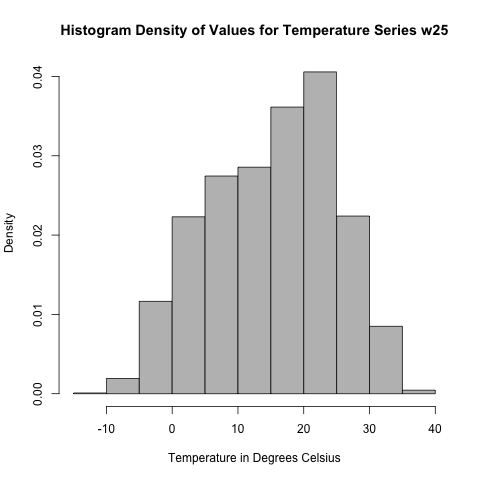 Histogram Density of Values for Temperature Series w25
Density
0.04
0.03
0.02
0.01
0.00
-10 0 10 20 30 40
Temperature in Degrees Celsius